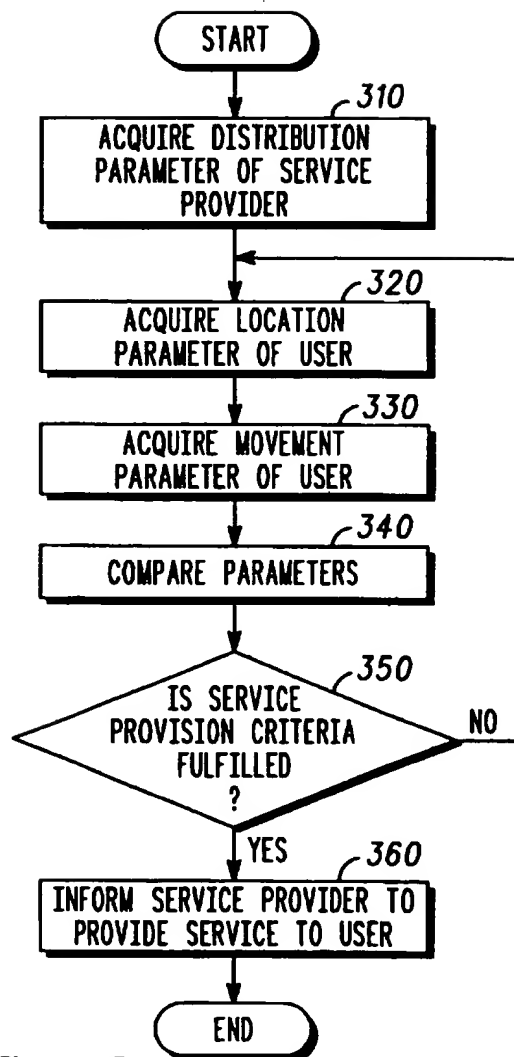 START
310
ACQUIRE DISTRIBUTION
PARAMETER OF SERVICE
PROVIDER
320
ACQUIRE LOCATION
PARAMETER OF USER
330
ACQUIRE MOVEMENT
PARAMETER OF USER
340
COMPARE PARAMETERS
350
IS SERVICE
PROVISION CRITERIA
FULFILLED
?
NO
YES
360
INFORM SERVICE PROVIDER TO
PROVIDE SERVICE TO USER
END